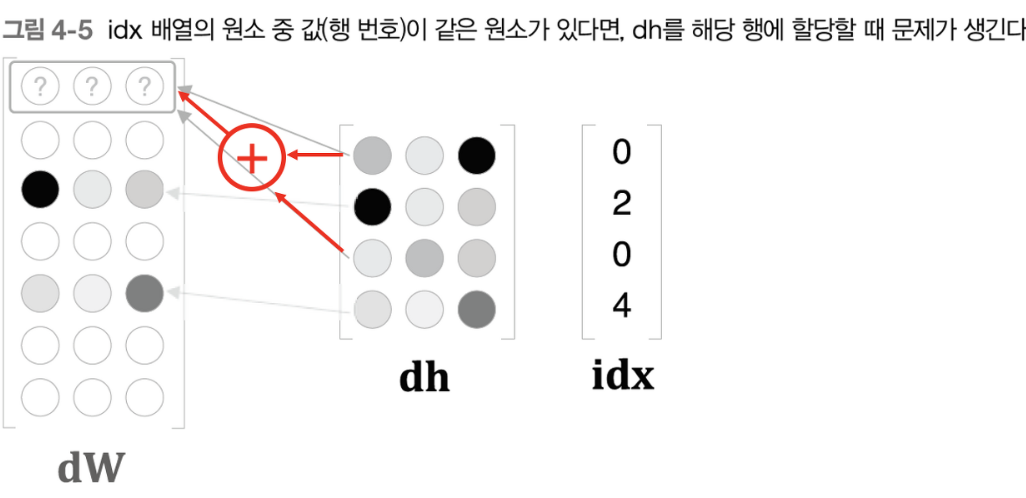 그림 4-5 idx 배열의 원소 중 값(행 번호)이 같은 원소가 있다면, dh를 해당 행에 할당할 때 문제가 생긴다
? ? ?
+
0
2
0
4
dh
idx
dW